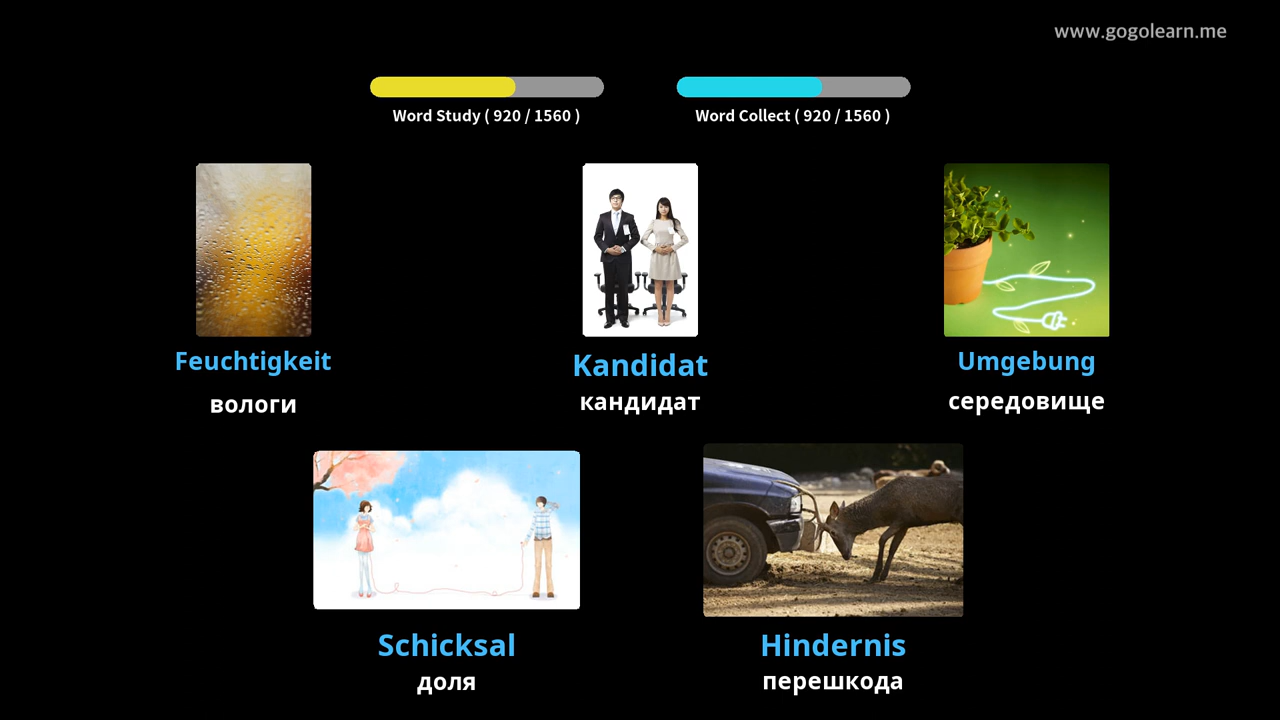 www.gogolearn.me
Word Study ( 920 / 1560 )
Word Collect ( 920 / 1560 )
Feuchtigkeit
вологи
Kandidat
кандидат
Umgebung
середовище
Schicksal
доля
Hindernis
перешкода